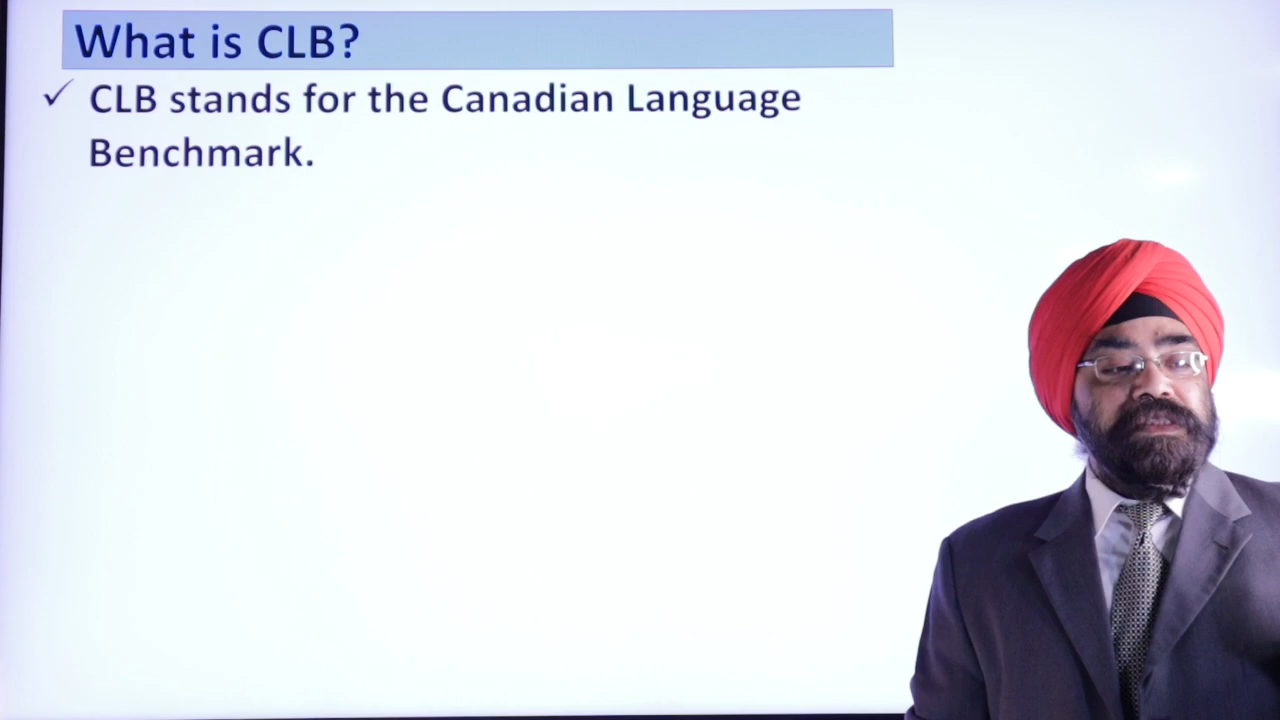 What is CLB?
✓ CLB stands for the Canadian Language
Benchmark.